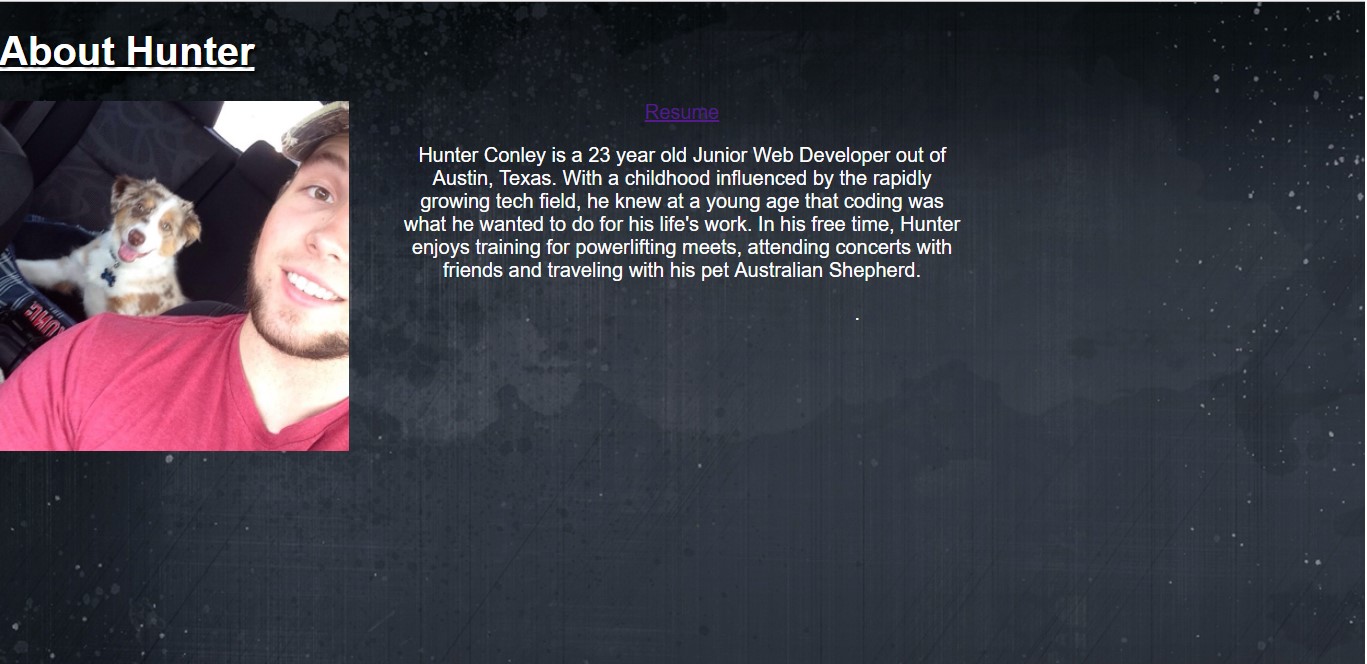 About Hunter
Resume
Hunter Conley is a 23 year old Junior Web Developer out of
Austin, Texas. With a childhood influenced by the rapidly
growing tech field, he knew at a young age that coding was
what he wanted to do for his life's work. In his free time, Hunter
enjoys training for powerlifting meets, attending concerts with
friends and traveling with his pet Australian Shepherd.